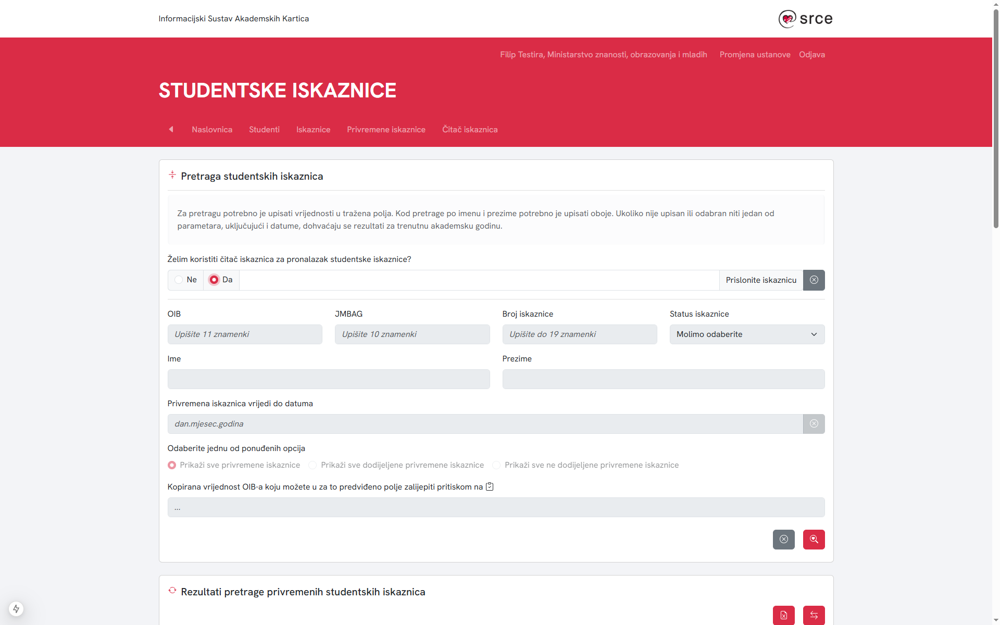 Informacijski Sustav Akademskih Kartica
srce
Filip Testira, Ministarstvo znanosti, obrazovanja i mladih Promjena ustanove Odjava
STUDENTSKE ISKAZNICE
Naslovnica Studenti Iskaznice Privremene iskaznice Čitač iskaznica
Pretraga studentskih iskaznica
Za pretragu potrebno je upisati vrijednosti u tražena polja. Kod pretrage po imenu i prezime potrebno je upisati oboje. Ukoliko nije upisan ili odabran niti jedan od
parametara, uključujući i datume, dohvaćaju se rezultati za trenutnu akademsku godinu.
Želim koristiti čitač iskaznica za pronalazak studentske iskaznice?
Ne Da Prislonite iskaznicu
OIB JMBAG Broj iskaznice Status iskaznice
Upišite 11 znamenki Upišite 10 znamenki Upišite do 19 znamenki Molimo odaberite
Ime Prezime
Privremena iskaznica vrijedi do datuma
dan.mjesec.godina
Odaberite jednu od ponuđenih opcija
Prikaži sve privremene iskaznice Prikaži sve dodijeljene privremene iskaznice Prikaži sve ne dodijeljene privremene iskaznice
Kopirana vrijednost OIB-a koju možete u za to predviđeno polje zalijepiti pritiskom na
...
Rezultati pretrage privremenih studentskih iskaznica